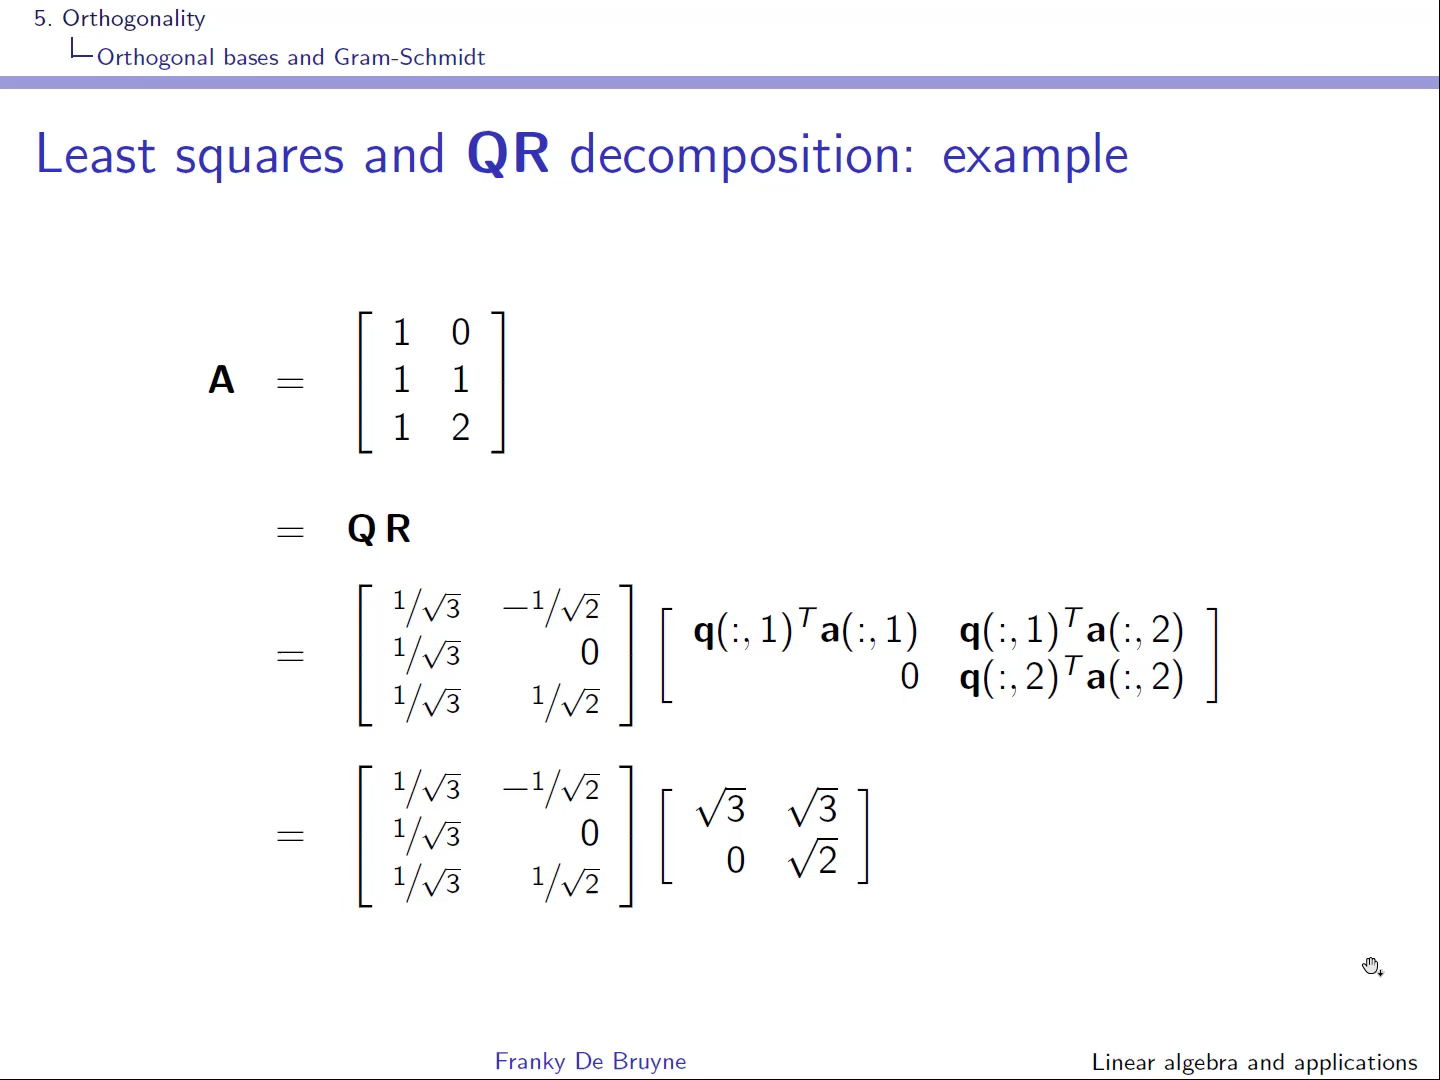 5. Orthogonality
Orthogonal bases and Gram-Schmidt
Least squares and QR decomposition: example
A = [ 1 0
1 1
1 2 ]
= Q R
= [ 1/√3 −1/√2
1/√3 0
1/√3 1/√2 ] [ q(:, 1)ᵀa(:, 1) q(:, 1)ᵀa(:, 2)
0 q(:, 2)ᵀa(:, 2) ]
= [ 1/√3 −1/√2
1/√3 0
1/√3 1/√2 ] [ √3 √3
0 √2 ]
Franky De Bruyne
Linear algebra and applications